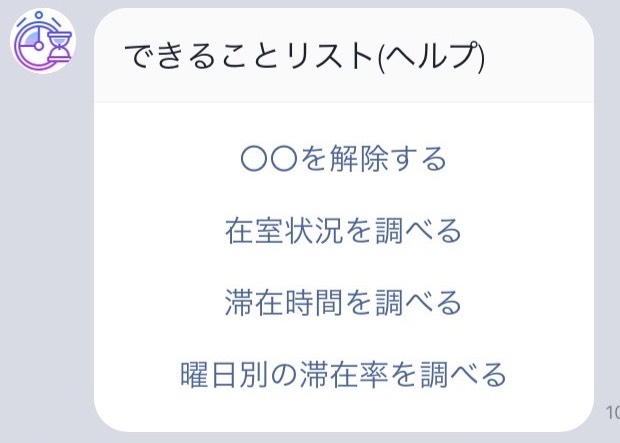 できることリスト(ヘルプ)
〇〇を解除する
在室状況を調べる
滞在時間を調べる
曜日別の滞在率を調べる
10